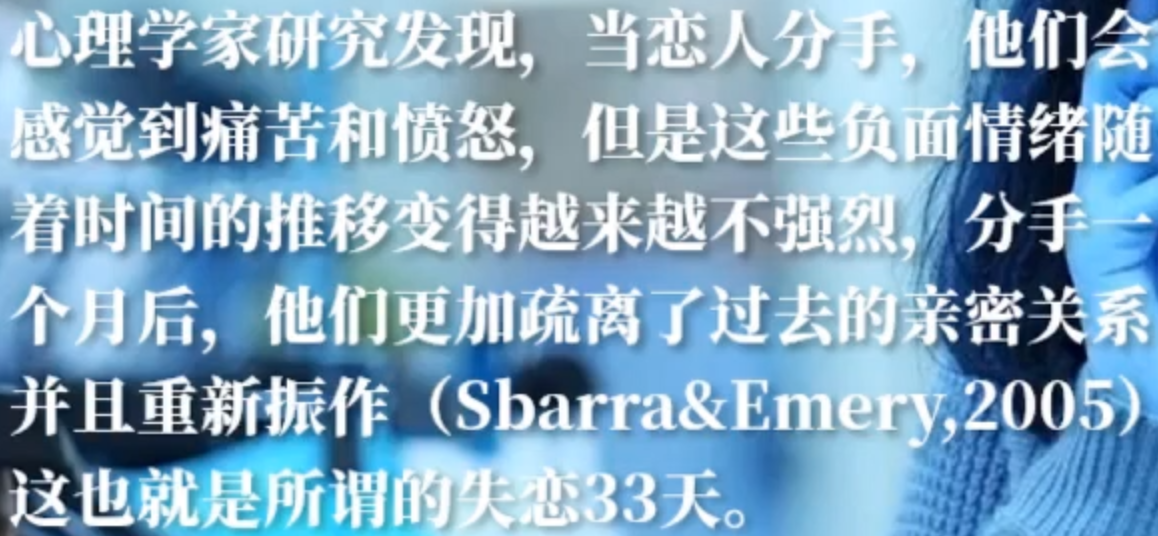 心理学家研究发现，当恋人分手，他们会
感觉到痛苦和愤怒，但是这些负面情绪随
着时间的推移变得越来越不强烈，分手一
个月后，他们更加疏离了过去的亲密关系
并且重新振作（Sbarra&Emery,2005）
这也就是所谓的失恋33天。